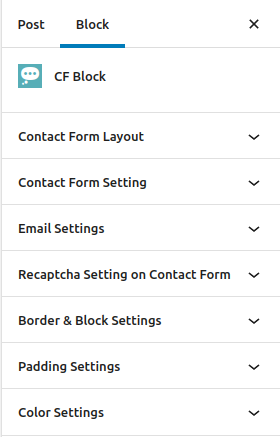 Post Block
CF Block
Contact Form Layout
Contact Form Setting
Email Settings
Recaptcha Setting on Contact Form
Border & Block Settings
Padding Settings
Color Settings